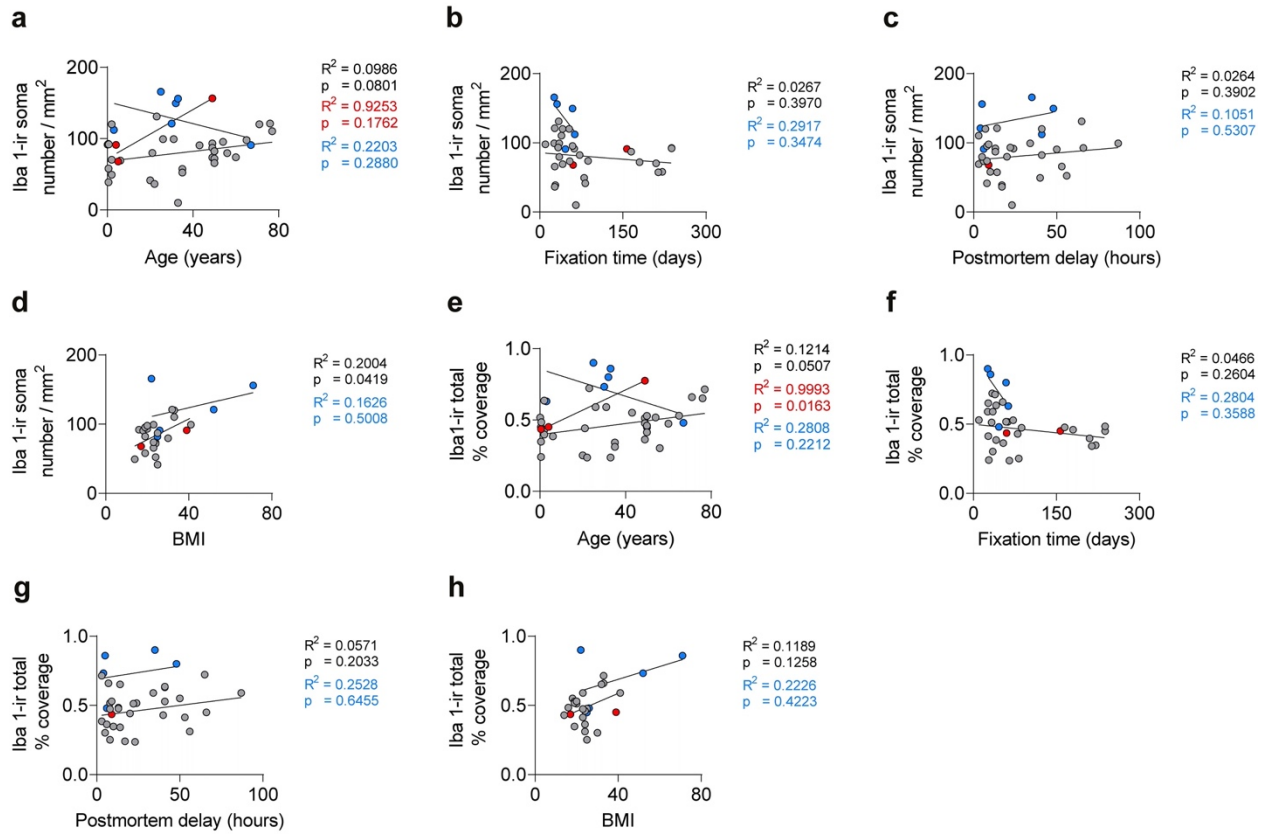 a
Iba 1-ir soma
number / mm²
200
100
0
0 40 80
Age (years)
R² = 0.0986
p = 0.0801
R² = 0.9253
p = 0.1762
R² = 0.2203
p = 0.2880
b
Iba 1-ir soma
number / mm²
200
100
0
0 150 300
Fixation time (days)
R² = 0.0267
p = 0.3970
R² = 0.2917
p = 0.3474
c
Iba 1-ir soma
number / mm²
200
100
0
0 50 100
Postmortem delay (hours)
R² = 0.0264
p = 0.3902
R² = 0.1051
p = 0.5307
d
Iba 1-ir soma
number / mm²
200
100
0
0 40 80
BMI
R² = 0.2004
p = 0.0419
R² = 0.1626
p = 0.5008
e
Iba1-ir total
% coverage
1.0
0.5
0.0
0 40 80
Age (years)
R² = 0.1214
p = 0.0507
R² = 0.9993
p = 0.0163
R² = 0.2808
p = 0.2212
f
Iba 1-ir total
% coverage
1.0
0.5
0.0
0 150 300
Fixation time (days)
R² = 0.0466
p = 0.2604
R² = 0.2804
p = 0.3588
g
Iba 1-ir total
% coverage
1.0
0.5
0.0
0 50 100
Postmortem delay (hours)
R² = 0.0571
p = 0.2033
R² = 0.2528
p = 0.6455
h
Iba 1-ir total
% coverage
1.0
0.5
0.0
0 40 80
BMI
R² = 0.1189
p = 0.1258
R² = 0.2226
p = 0.4223